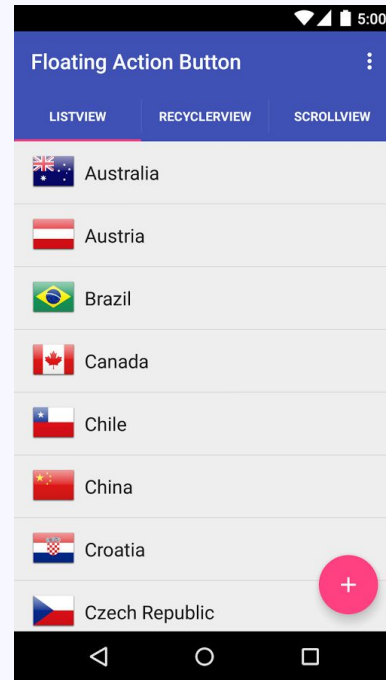 5:00
Floating Action Button
LISTVIEW RECYCLERVIEW SCROLLVIEW
Australia
Austria
Brazil
Canada
Chile
China
Croatia
Czech Republic